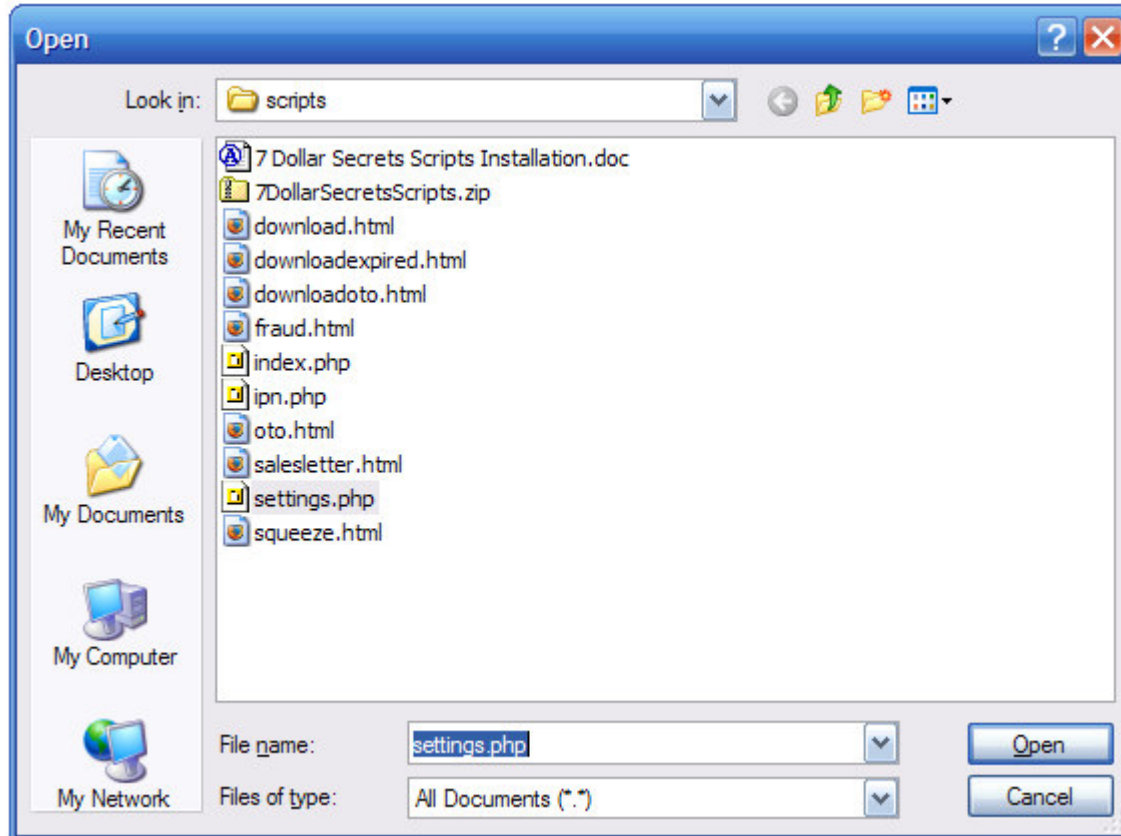 Open
Look in: scripts
My Recent
Documents
Desktop
My Documents
My Computer
My Network
7 Dollar Secrets Scripts Installation.doc
7DollarSecretsScripts.zip
download.html
downloadexpired.html
downloadoto.html
fraud.html
index.php
ipn.php
oto.html
salesletter.html
settings.php
squeeze.html
File name: settings.php Open
Files of type: All Documents (*.*) Cancel